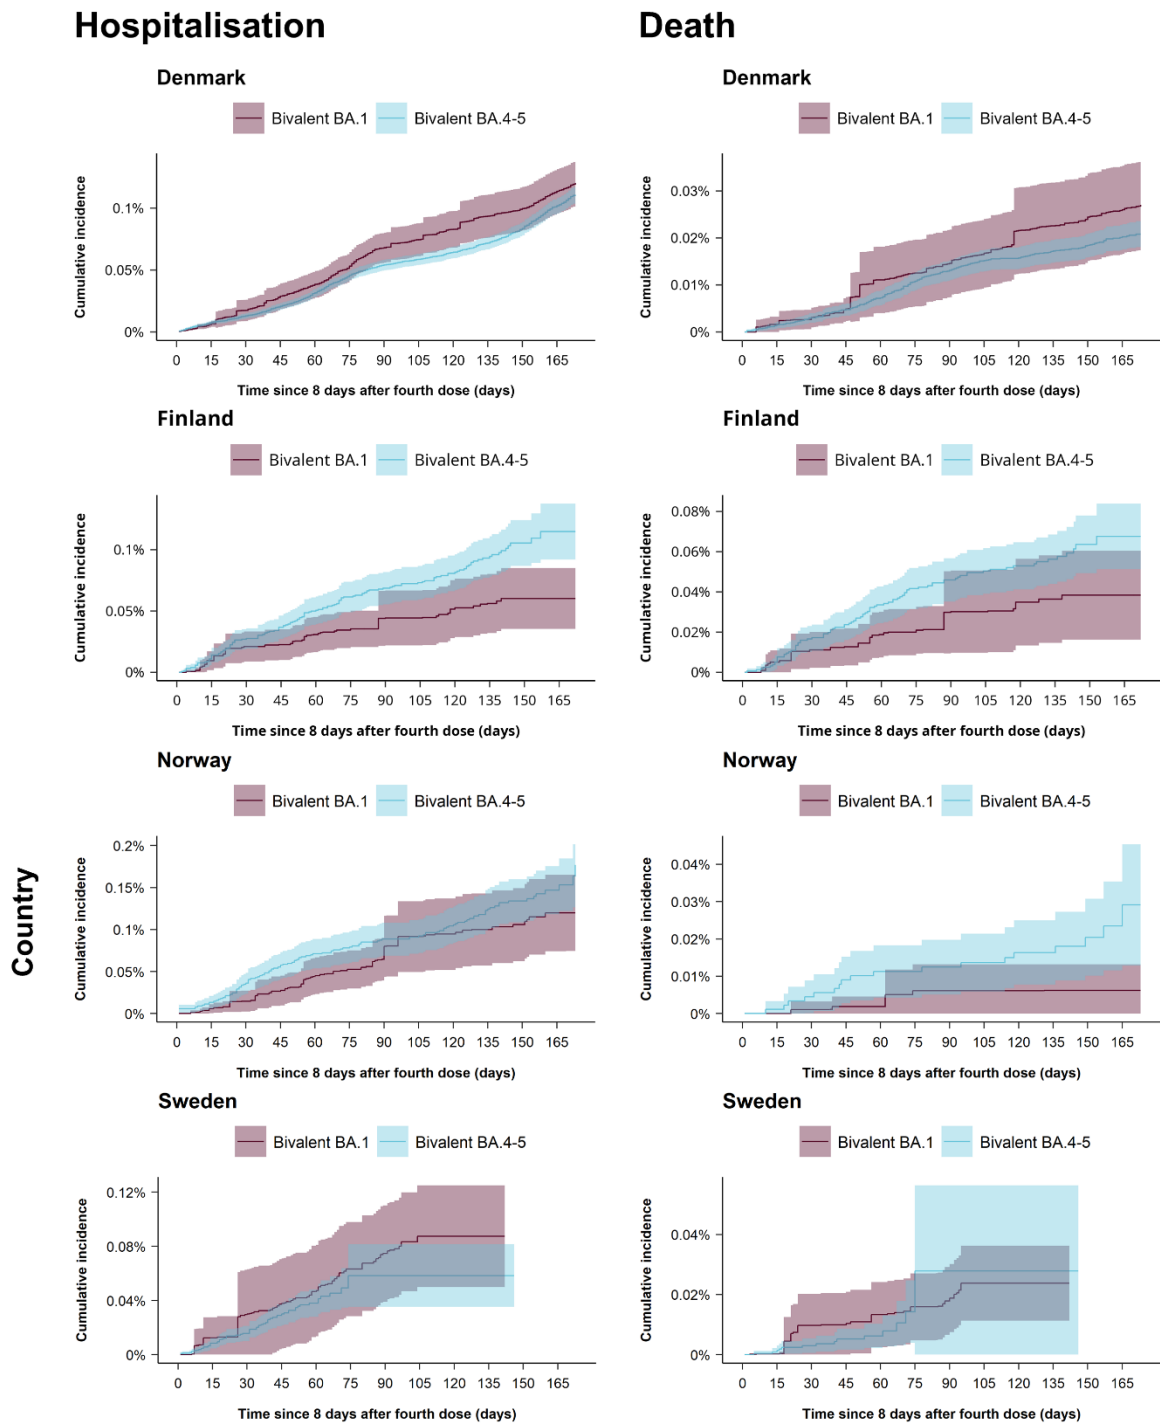 Hospitalisation
Death
Denmark
Bivalent BA.1 Bivalent BA.4-5
Cumulative incidence
0.1%
0.05%
0%
0 15 30 45 60 75 90 105 120 135 150 165
Time since 8 days after fourth dose (days)
Denmark
Bivalent BA.1 Bivalent BA.4-5
Cumulative incidence
0.03%
0.02%
0.01%
0%
0 15 30 45 60 75 90 105 120 135 150 165
Time since 8 days after fourth dose (days)
Finland
Bivalent BA.1 Bivalent BA.4-5
Cumulative incidence
0.1%
0.05%
0%
0 15 30 45 60 75 90 105 120 135 150 165
Time since 8 days after fourth dose (days)
Finland
Bivalent BA.1 Bivalent BA.4-5
Cumulative incidence
0.08%
0.06%
0.04%
0.02%
0%
0 15 30 45 60 75 90 105 120 135 150 165
Time since 8 days after fourth dose (days)
Country
Norway
Bivalent BA.1 Bivalent BA.4-5
Cumulative incidence
0.2%
0.15%
0.1%
0.05%
0%
0 15 30 45 60 75 90 105 120 135 150 165
Time since 8 days after fourth dose (days)
Norway
Bivalent BA.1 Bivalent BA.4-5
Cumulative incidence
0.04%
0.03%
0.02%
0.01%
0%
0 15 30 45 60 75 90 105 120 135 150 165
Time since 8 days after fourth dose (days)
Sweden
Bivalent BA.1 Bivalent BA.4-5
Cumulative incidence
0.12%
0.08%
0.04%
0%
0 15 30 45 60 75 90 105 120 135 150 165
Time since 8 days after fourth dose (days)
Sweden
Bivalent BA.1 Bivalent BA.4-5
Cumulative incidence
0.04%
0.02%
0%
0 15 30 45 60 75 90 105 120 135 150 165
Time since 8 days after fourth dose (days)